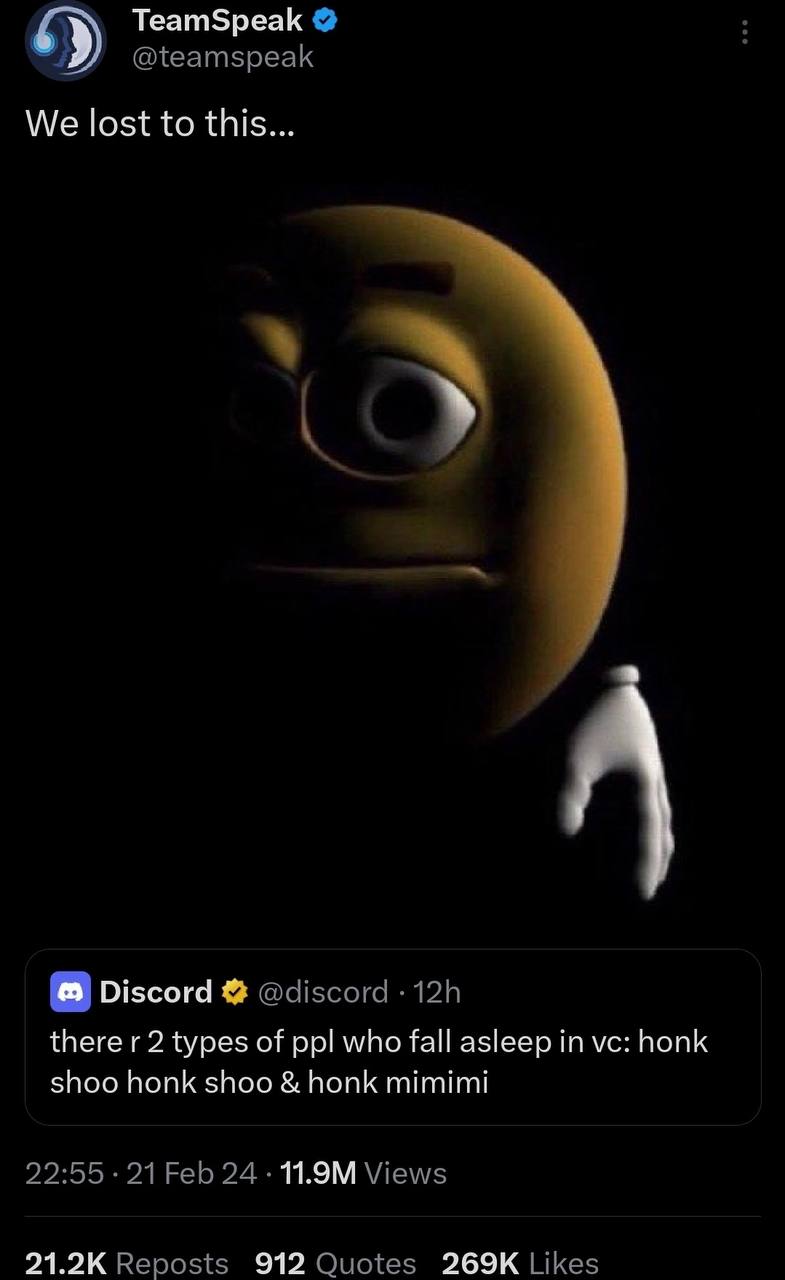 TeamSpeak
@teamspeak
We lost to this...
Discord @discord · 12h
there r 2 types of ppl who fall asleep in vc: honk
shoo honk shoo & honk mimimi
22:55 · 21 Feb 24 · 11.9M Views
21.2K Reposts 912 Quotes 269K Likes